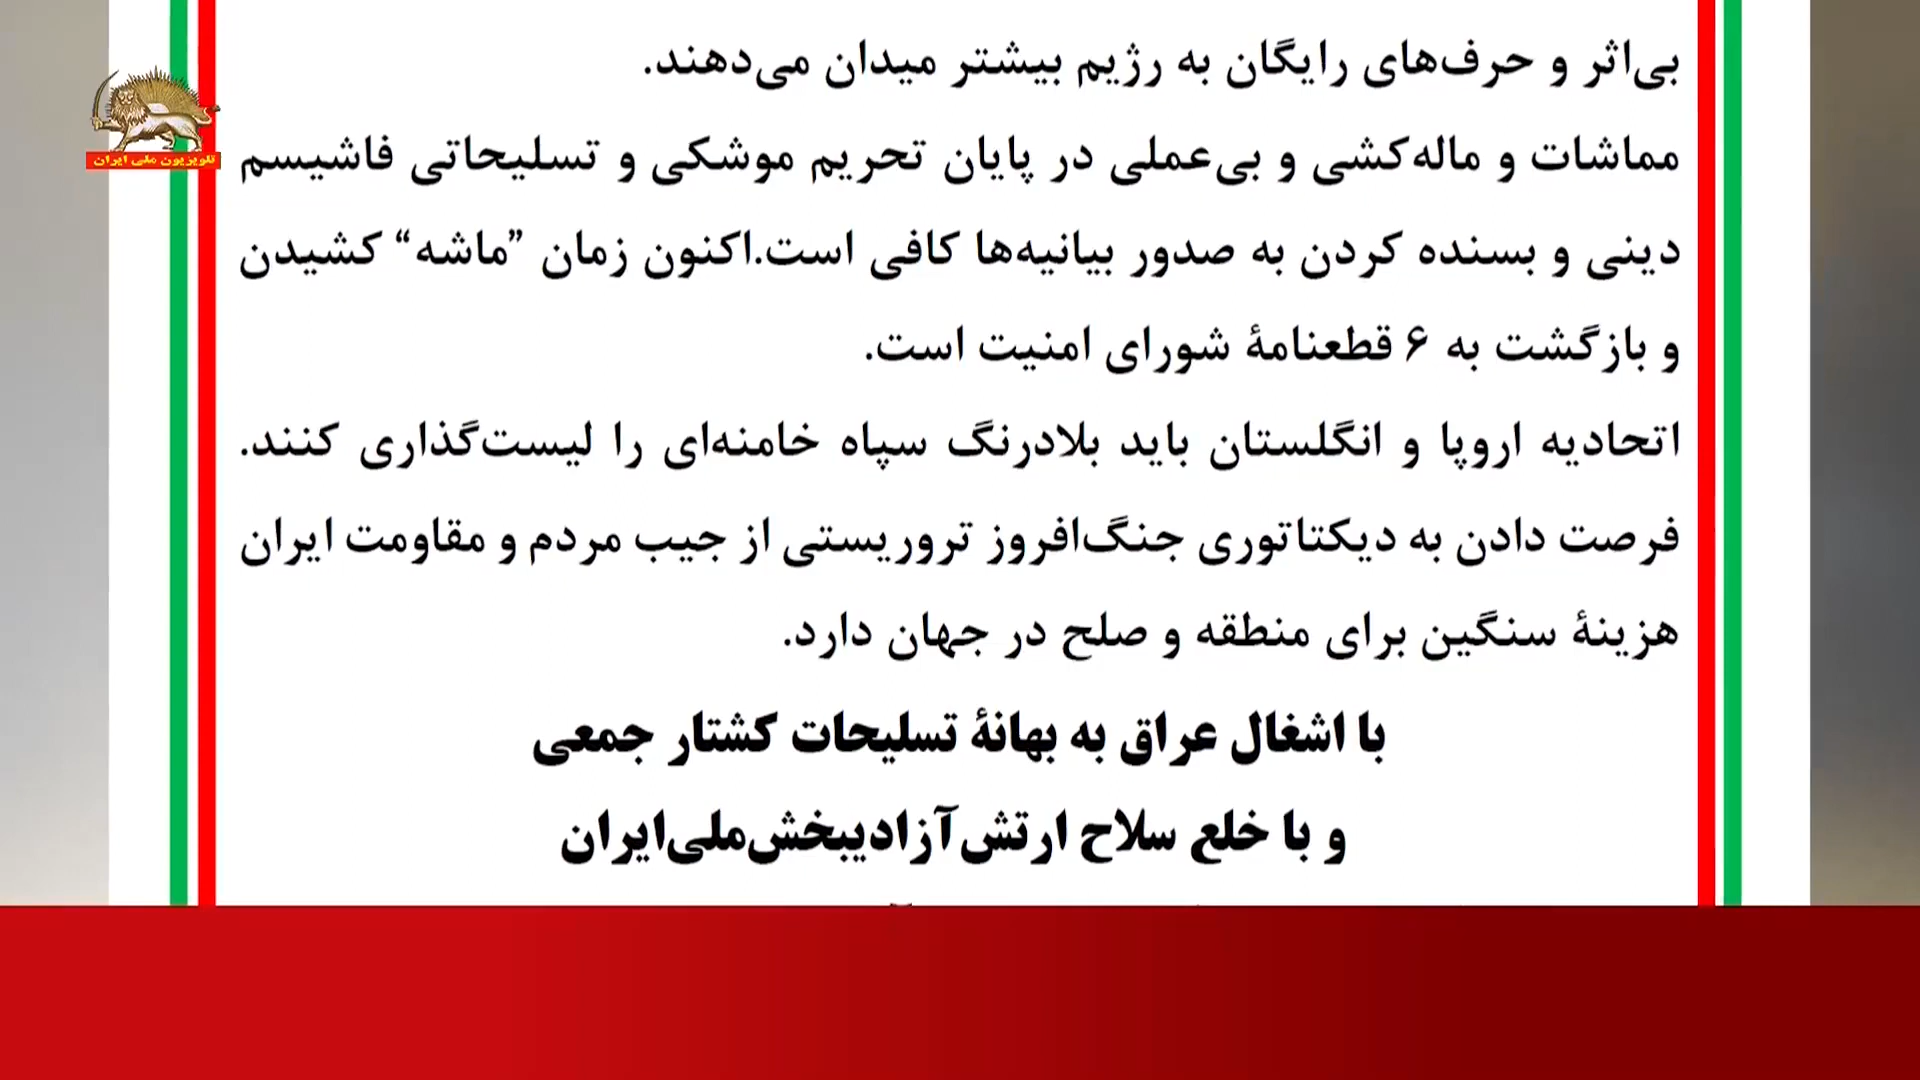 بی‌اثر و حرف‌های رایگان به رژیم بیشتر میدان می‌دهند.
تلویزیون ملی ایران
مماشات و ماله‌کشی و بی‌عملی در پایان تحریم موشکی و تسلیحاتی فاشیسم
دینی و بسنده کردن به صدور بیانیه‌ها کافی است.اکنون زمان ”ماشه“ کشیدن
و بازگشت به ۶ قطعنامهٔ شورای امنیت است.
اتحادیه اروپا و انگلستان باید بلادرنگ سپاه خامنه‌ای را لیست‌گذاری کنند.
فرصت دادن به دیکتاتوری جنگ‌افروز تروریستی از جیب مردم و مقاومت ایران
هزینهٔ سنگین برای منطقه و صلح در جهان دارد.
با اشغال عراق به بهانهٔ تسلیحات کشتار جمعی
و با خلع سلاح ارتش‌آزادیبخش‌ملی‌ایران